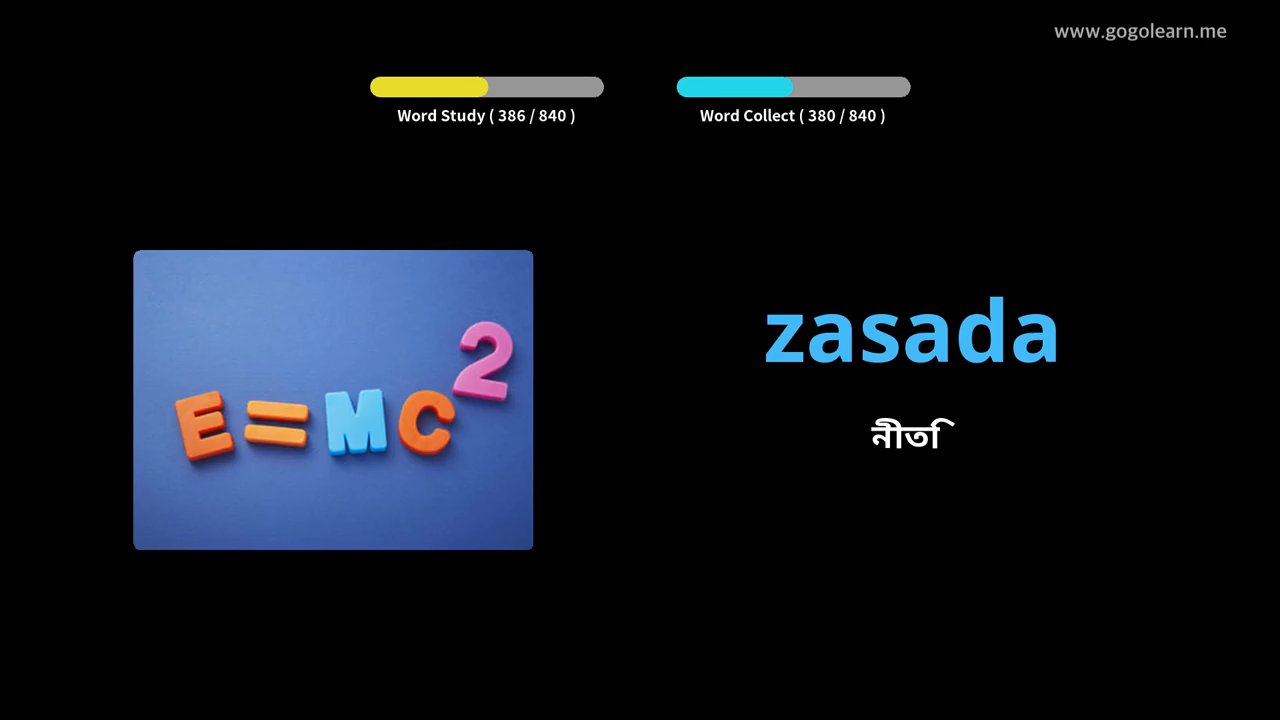 www.gogolearn.me
Word Study ( 386 / 840 )
Word Collect ( 380 / 840 )
E=MC2
zasada
নীতি